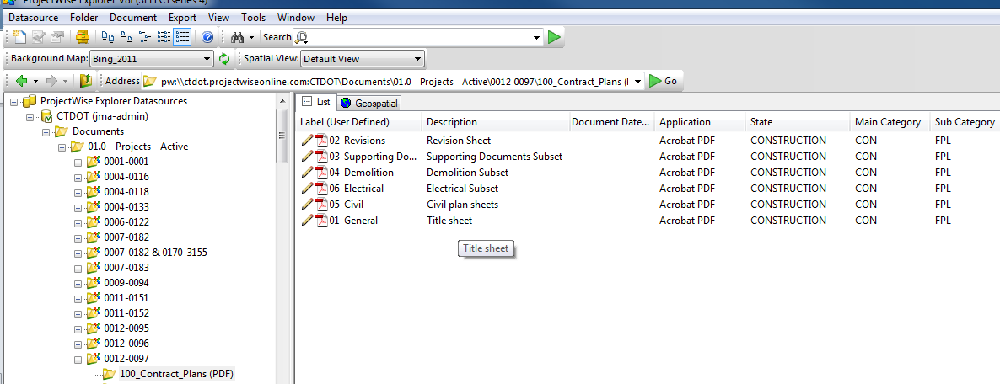 ProjectWise Explorer V8i (SELECTseries 4)
Datasource Folder Document Export View Tools Window Help
Search
Background Map: Bing_2011 Spatial View: Default View
Address pw:\\ctdot.projectwiseonline.com:CTDOT\Documents\01.0 - Projects - Active\0012-0097\100_Contract_Plans (I Go
ProjectWise Explorer Datasources
CTDOT (jma-admin)
Documents
01.0 - Projects - Active
0001-0001
0004-0116
0004-0118
0004-0133
0006-0122
0007-0182
0007-0182 & 0170-3155
0007-0183
0009-0094
0011-0151
0011-0152
0012-0095
0012-0096
0012-0097
100_Contract_Plans (PDF)
List Geospatial
Label (User Defined) Description Document Date... Application State Main Category Sub Category
02-Revisions Revision Sheet Acrobat PDF CONSTRUCTION CON FPL
03-Supporting Do... Supporting Documents Subset Acrobat PDF CONSTRUCTION CON FPL
04-Demolition Demolition Subset Acrobat PDF CONSTRUCTION CON FPL
06-Electrical Electrical Subset Acrobat PDF CONSTRUCTION CON FPL
05-Civil Civil plan sheets Acrobat PDF CONSTRUCTION CON FPL
01-General Title sheet Acrobat PDF CONSTRUCTION CON FPL
Title sheet